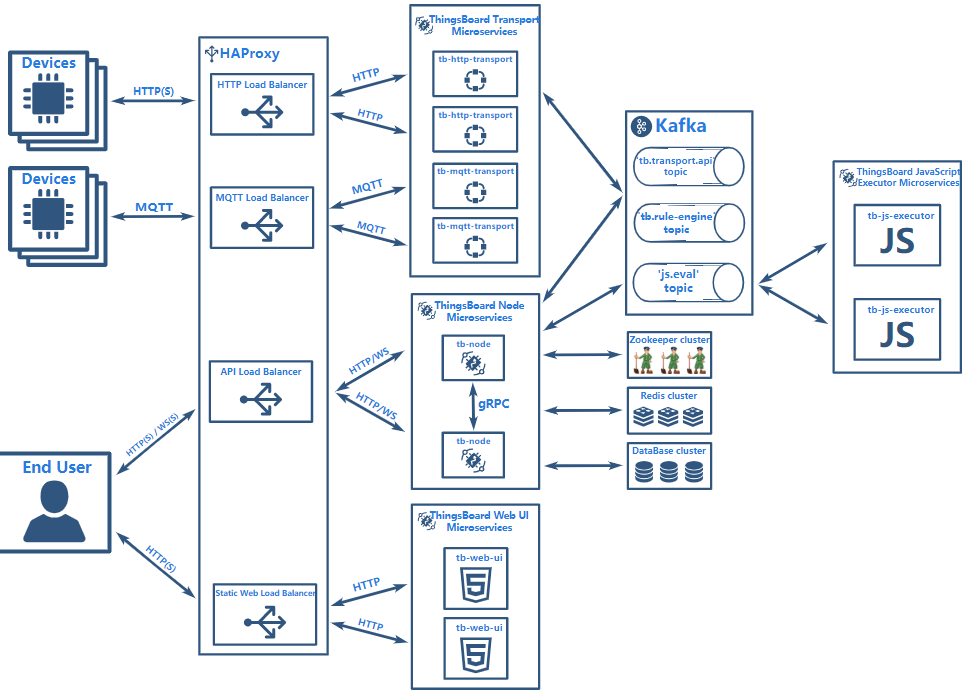 Devices
HTTP(S)
Devices
MQTT
End User
HTTP(S) / WS(S)
HTTP(S)
HAProxy
HTTP Load Balancer
MQTT Load Balancer
API Load Balancer
Static Web Load Balancer
HTTP
HTTP
MQTT
MQTT
HTTP/WS
HTTP/WS
HTTP
HTTP
ThingsBoard Transport
Microservices
tb-http-transport
tb-http-transport
tb-mqtt-transport
tb-mqtt-transport
ThingsBoard Node
Microservices
tb-node
gRPC
tb-node
ThingsBoard Web UI
Microservices
tb-web-ui
tb-web-ui
Kafka
'tb.transport.api'
topic
'tb.rule-engine'
topic
'js.eval'
topic
Zookeeper cluster
Redis cluster
DataBase cluster
ThingsBoard JavaScript
Executor Microservices
tb-js-executor
JS
tb-js-executor
JS